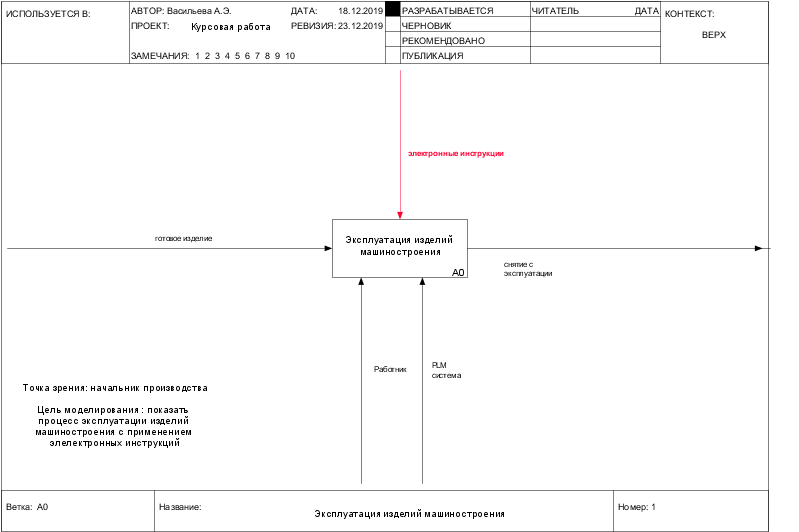 ИСПОЛЬЗУЕТСЯ В:
АВТОР: Васильева А.Э.
ДАТА: 18.12.2019
РАЗРАБАТЫВАЕТСЯ
ЧИТАТЕЛЬ
ДАТА
КОНТЕКСТ:
ПРОЕКТ: Курсовая работа
РЕВИЗИЯ: 23.12.2019
ЧЕРНОВИК
РЕКОМЕНДОВАНО
ВЕРХ
ЗАМЕЧАНИЯ: 1 2 3 4 5 6 7 8 9 10
ПУБЛИКАЦИЯ
электронные инструкции
готовое изделие
Эксплуатация изделий
машиностроения
A0
снятие с
эксплуатации
Работник
PLM
система
Точка зрения: начальник производства
Цель моделирования : показать
процесс эксплуатации изделий
машиностроения с применением
элелектронных инструкций
Ветка: A0
Название:
Эксплуатация изделий машиностроения
Номер: 1